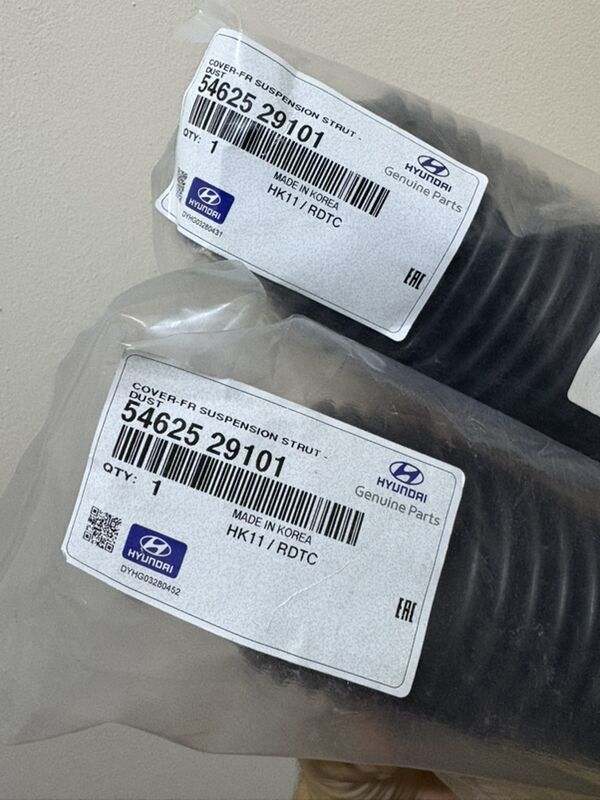 COVER-FR SUSPENSION STRUT -
DUST
54625 29101
QTY: 1
MADE IN KOREA
HK11 / RDTC
HYUNDAI
Genuine Parts
HYUNDAI
DYHG03280431
EAC
COVER-FR SUSPENSION STRUT -
DUST
54625 29101
QTY: 1
MADE IN KOREA
HK11 / RDTC
HYUNDAI
Genuine Parts
HYUNDAI
DYHG03280452
EAC